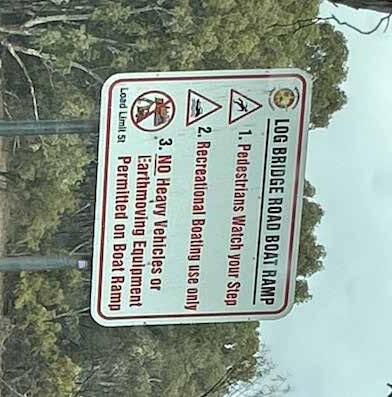 LOG BRIDGE ROAD BOAT RAMP
1. Pedestrians Watch your Step
2. Recreational Boating use only
3. NO Heavy Vehicles or
Earthmoving Equipment
Permitted on Boat Ramp
Load Limit 5t